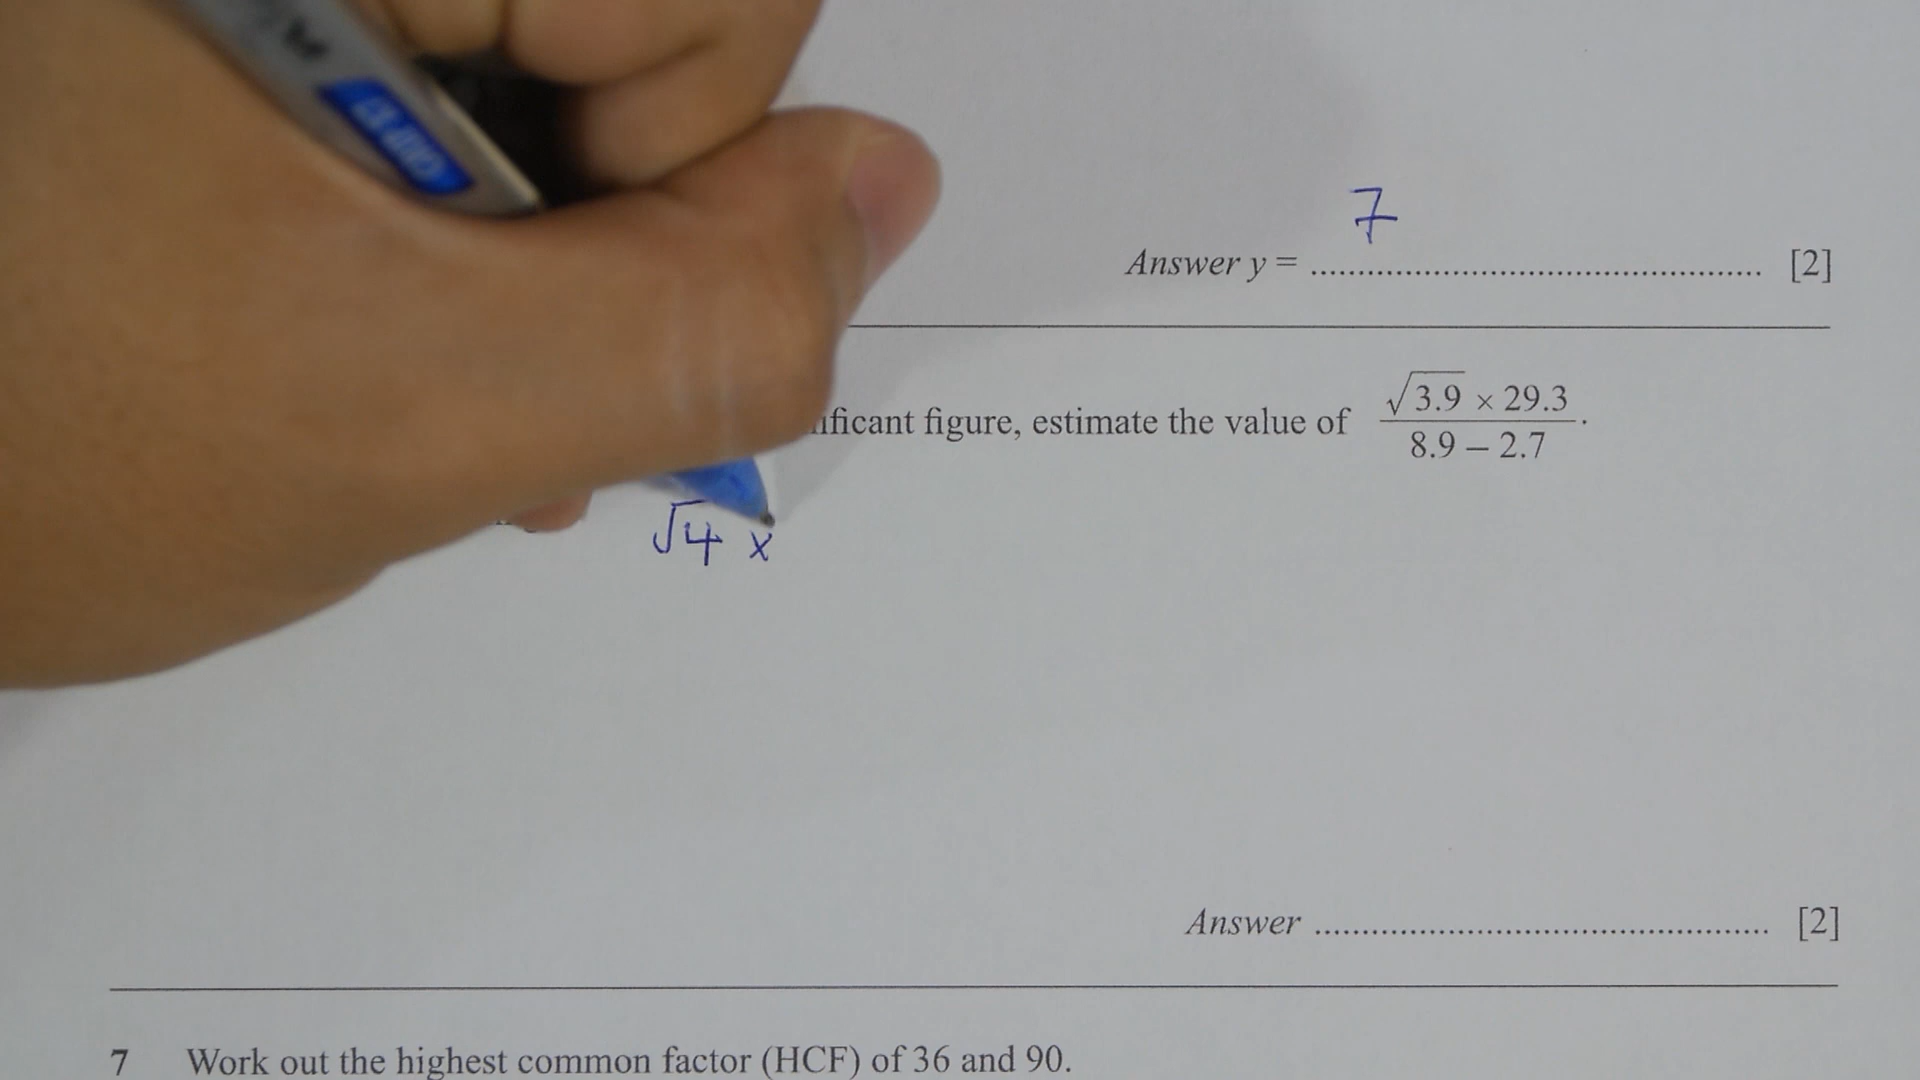 GRIP
7
Answer y = ............................................... [2]
figure, estimate the value of √3.9 × 29.3 / 8.9 – 2.7 .
√4 x
Answer ............................................... [2]
7 Work out the highest common factor (HCF) of 36 and 90.